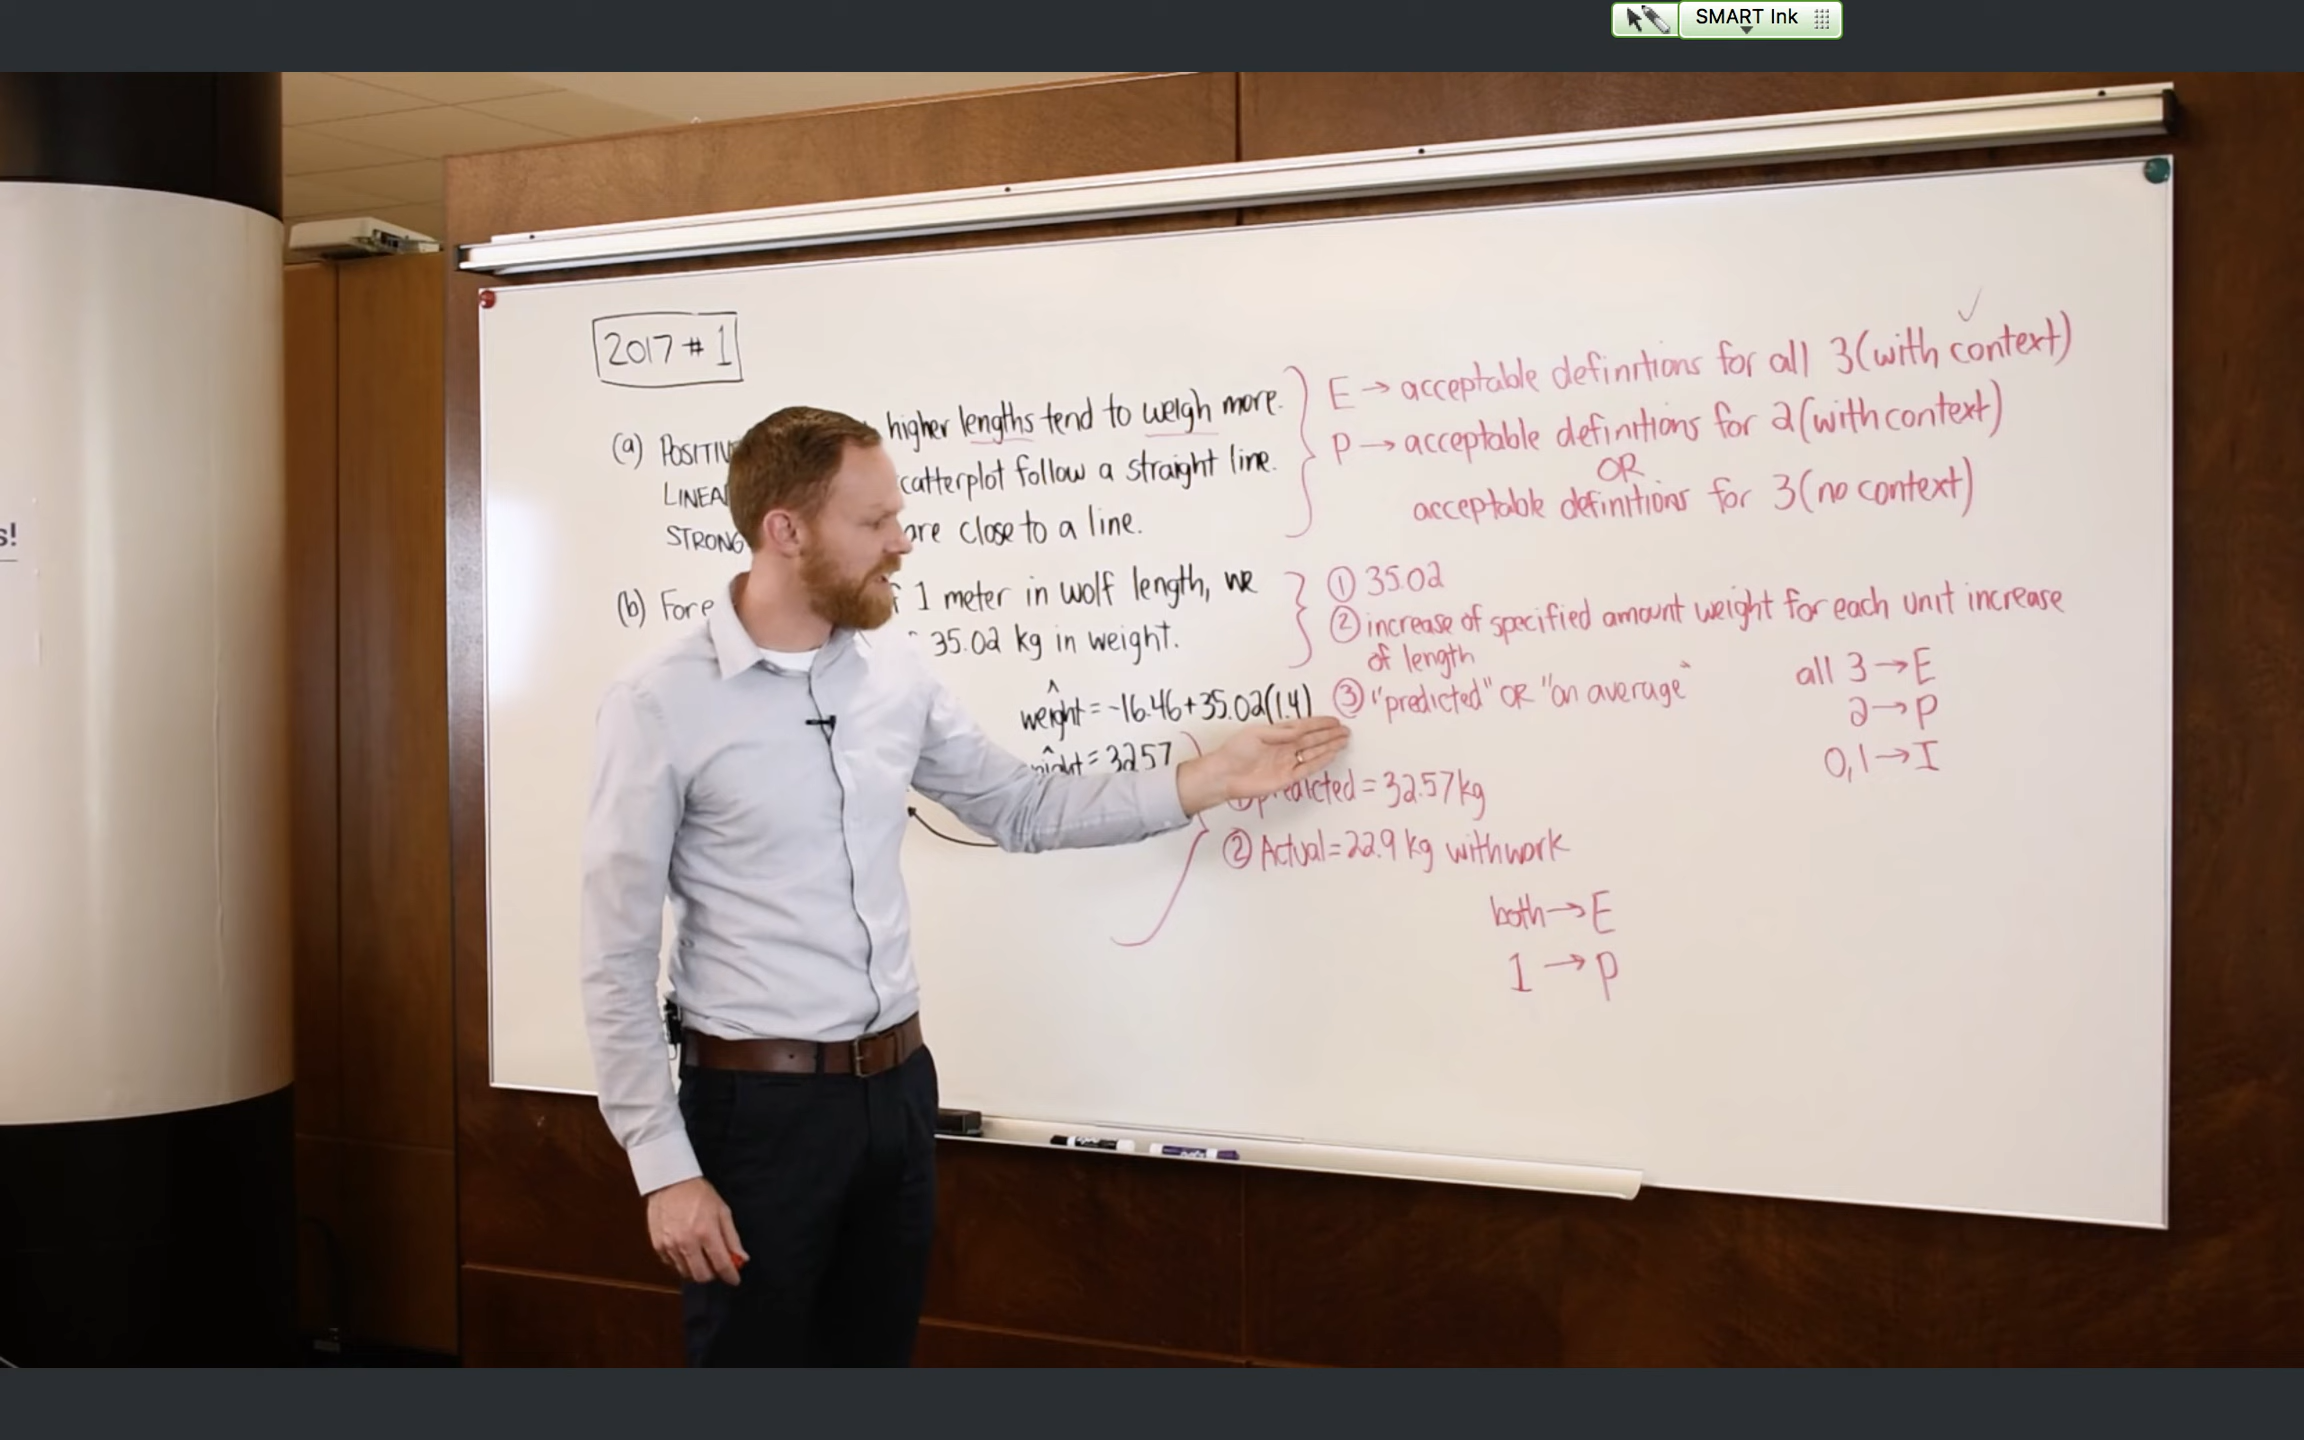 SMART Ink
s!
2017 # 1
(a) POSITIV higher lengths tend to weigh more.
LINEA catterplot follow a straight line.
STRONG are close to a line.
(b) For e 1 meter in wolf length, we
35.02 kg in weight.
weight = -16.46+35.02(1.4)
= 32.57
E → acceptable definitions for all 3 (with context)
P → acceptable definitions for 2 (with context)
OR
acceptable definitions for 3 (no context)
① 35.02
② increase of specified amount weight for each unit increase
of length
③ "predicted" OR "on average"
all 3 → E
2 → P
0,1 → I
① predicted = 32.57 kg
② Actual = 22.9 kg with work
both → E
1 → P